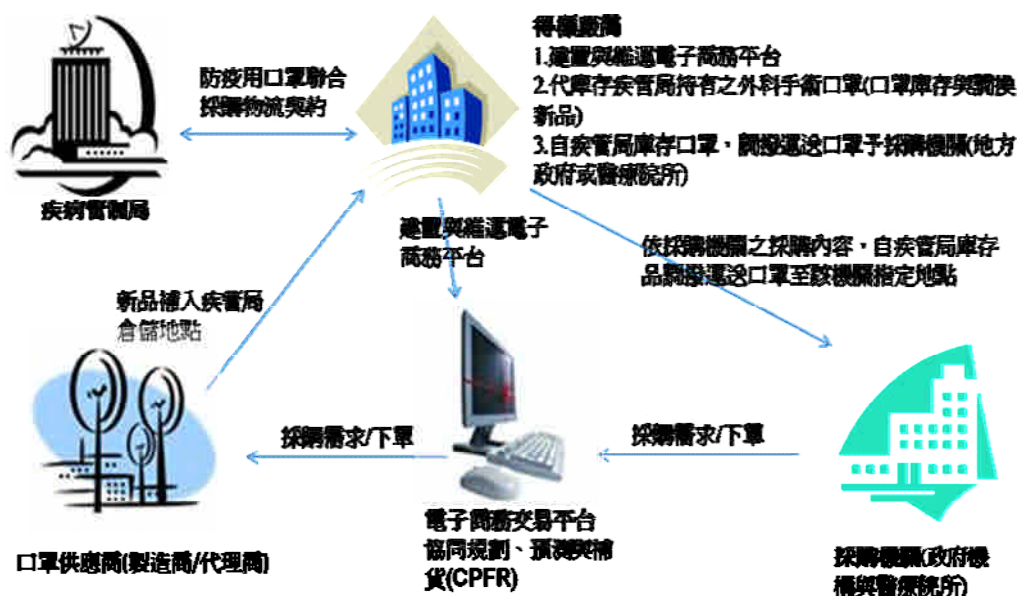 得標廠商
1.建置與維運電子商務平台
2.代庫存疾管局持有之外科手術口罩(口罩庫存與置換
新品)
3.自疾管局庫存口罩，調撥運送口罩予採購機關(地方
政府或醫療院所)
防疫用口罩聯合
採購物流契約
疾病管制局
建置與維運電子
商務平台
依採購機關之採購內容，自疾管局庫存
品調撥運送口罩至該機關指定地點
新品補入疾管局
倉儲地點
採購需求/下單
採購需求/下單
口罩供應商(製造商/代理商)
電子商務交易平台
協同規劃、預測與補
貨(CPFR)
採購機關(政府機
構與醫療院所)